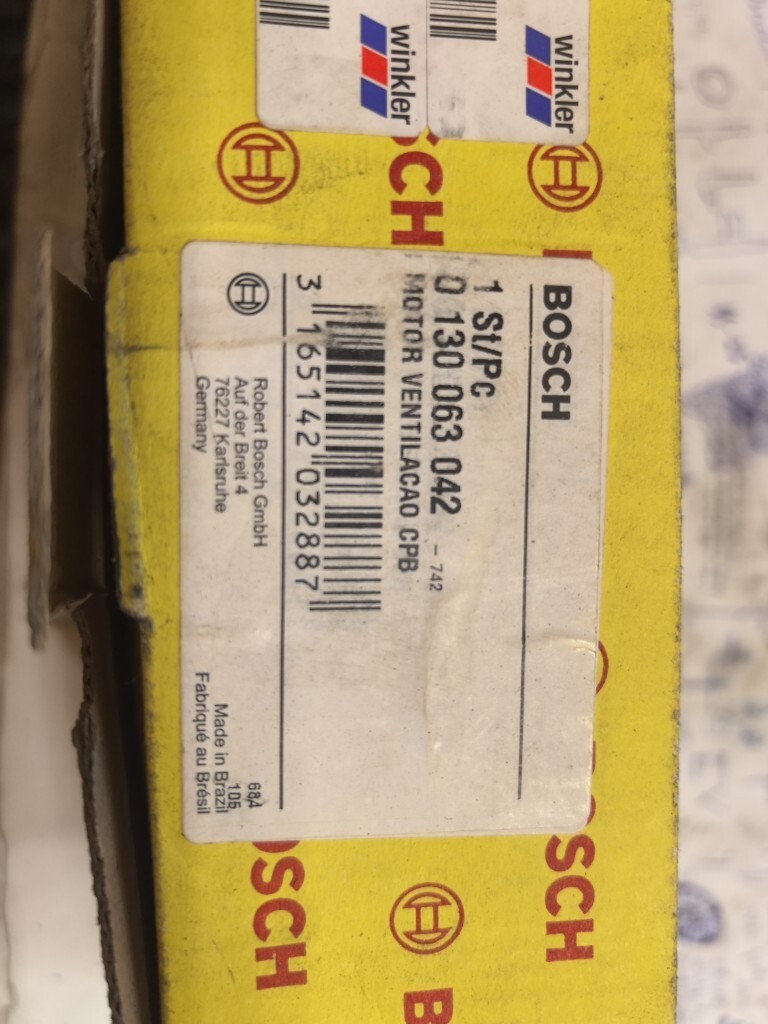 winkler
winkler
BOSCH
1 St/Pc
0 130 063 042 - 742
MOTOR VENTILACAO CPB
3 165142 032887
Robert Bosch GmbH
Auf der Breit 4
76227 Karlsruhe
Germany
68A
105
Made in Brazil
Fabriqué au Brésil
BOSCH
BOSCH